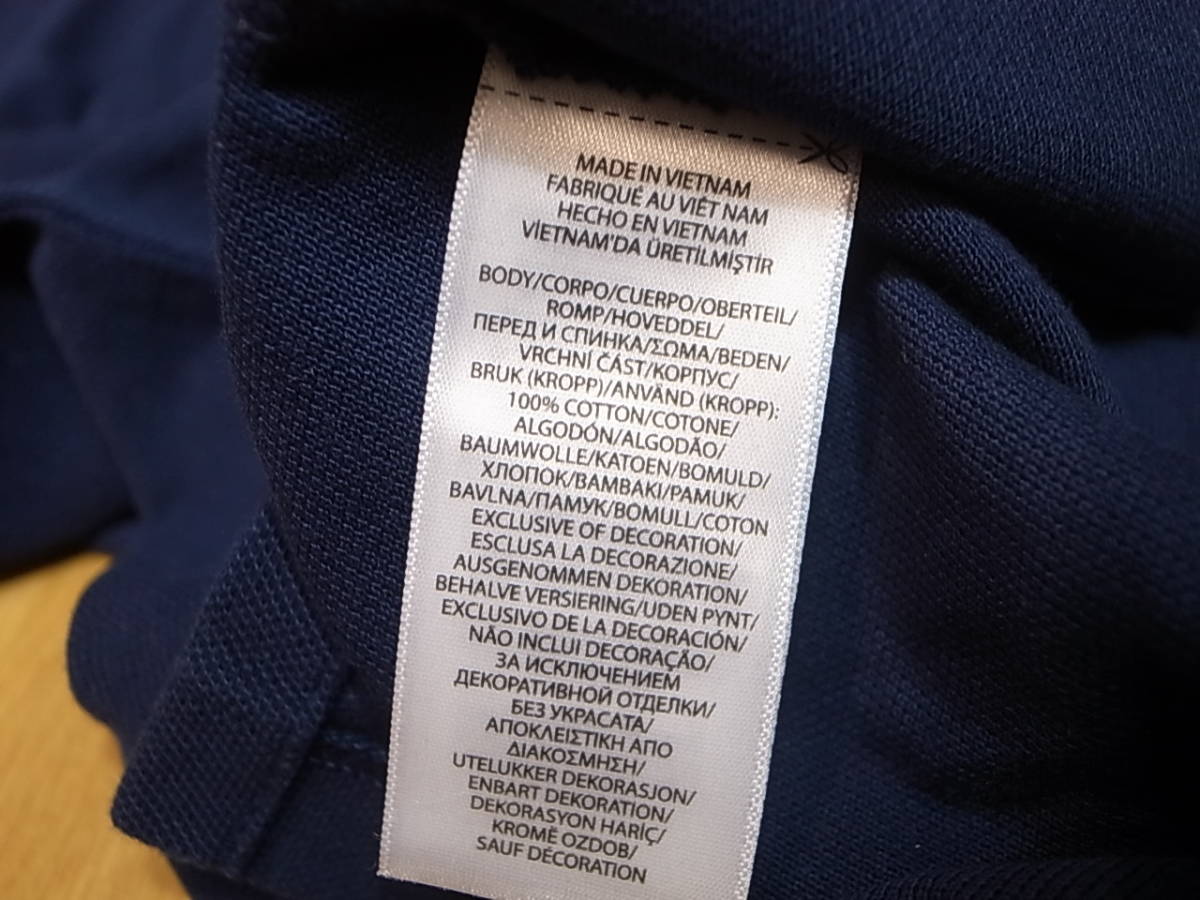 MADE IN VIETNAM
FABRIQUÉ AU VIÊT NAM
HECHO EN VIETNAM
VİETNAM'DA ÜRETİLMİŞTİR
BODY/CORPO/CUERPO/OBERTEIL/
ROMP/HOVEDDEL/
ПЕРЕД И СПИНКА/ΣΩΜΑ/BEDEN/
VRCHNÍ ČÁST/КОРПУС/
BRUK (KROPP)/ANVÄND (KROPP):
100% COTTON/COTONE/
ALGODÓN/ALGODÃO/
BAUMWOLLE/KATOEN/BOMULD/
ХЛОПОК/ΒΑΜΒΑΚΙ/PAMUK/
BAVLNA/ПАМУК/BOMULL/COTON
EXCLUSIVE OF DECORATION/
ESCLUSA LA DECORAZIONE/
AUSGENOMMEN DEKORATION/
BEHALVE VERSIERING/UDEN PYNT/
EXCLUSIVO DE LA DECORACIÓN/
NÃO INCLUI DECORAÇÃO/
ЗА ИСКЛЮЧЕНИЕМ
ДЕКОРАТИВНОЙ ОТДЕЛКИ/
БЕЗ УКРАСАТА/
ΑΠΟΚΛΕΙΣΤΙΚΗ ΑΠΟ
ΔΙΑΚΟΣΜΗΣΗ/
UTELUKKER DEKORASJON/
ENBART DEKORATION/
DEKORASYON HARİÇ/
KROMĚ OZDOB/
SAUF DÉCORATION